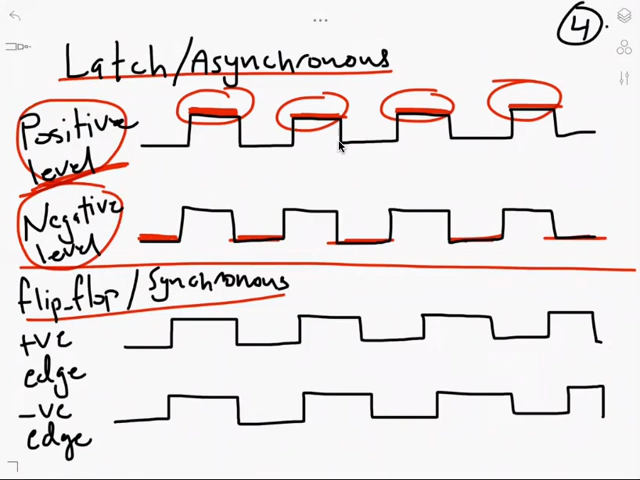 4.
Latch/Asynchronous
Positive
level
Negative
level
flip-flop/Synchronous
+ve
edge
-ve
edge